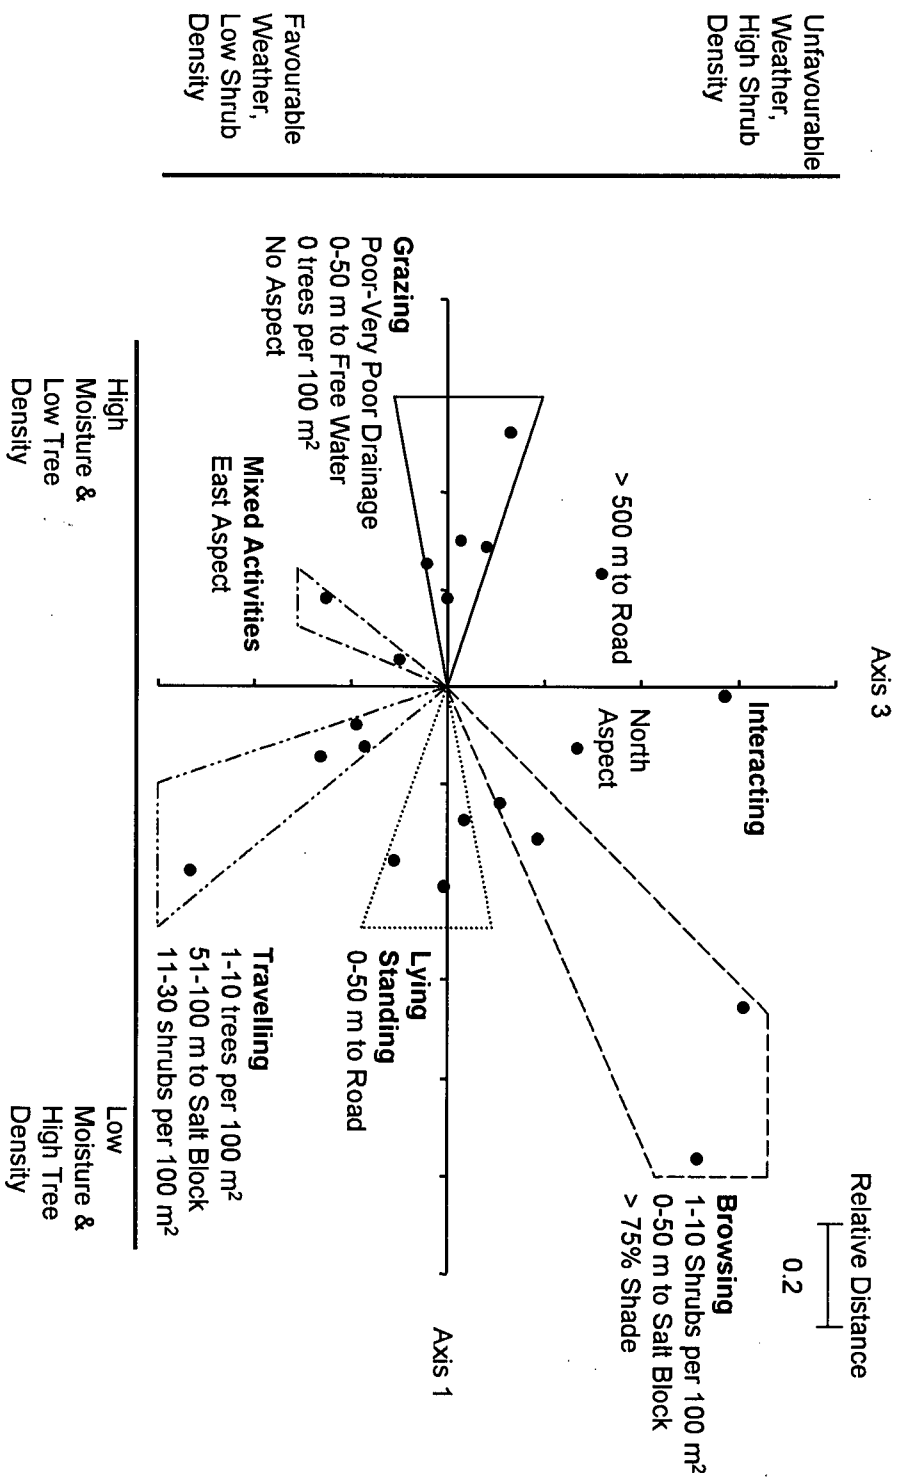 Axis 3
Relative Distance
0.2
Unfavourable
Weather,
High Shrub
Density
Interacting
Browsing
1-10 Shrubs per 100 m²
0-50 m to Salt Block
> 75% Shade
> 500 m to Road
North
Aspect
Axis 1
Grazing
Poor-Very Poor Drainage
0-50 m to Free Water
0 trees per 100 m²
No Aspect
Lying
Standing
0-50 m to Road
Favourable
Weather,
Low Shrub
Density
Mixed Activities
East Aspect
Travelling
1-10 trees per 100 m²
51-100 m to Salt Block
11-30 shrubs per 100 m²
High
Moisture &
Low Tree
Density
Low
Moisture &
High Tree
Density